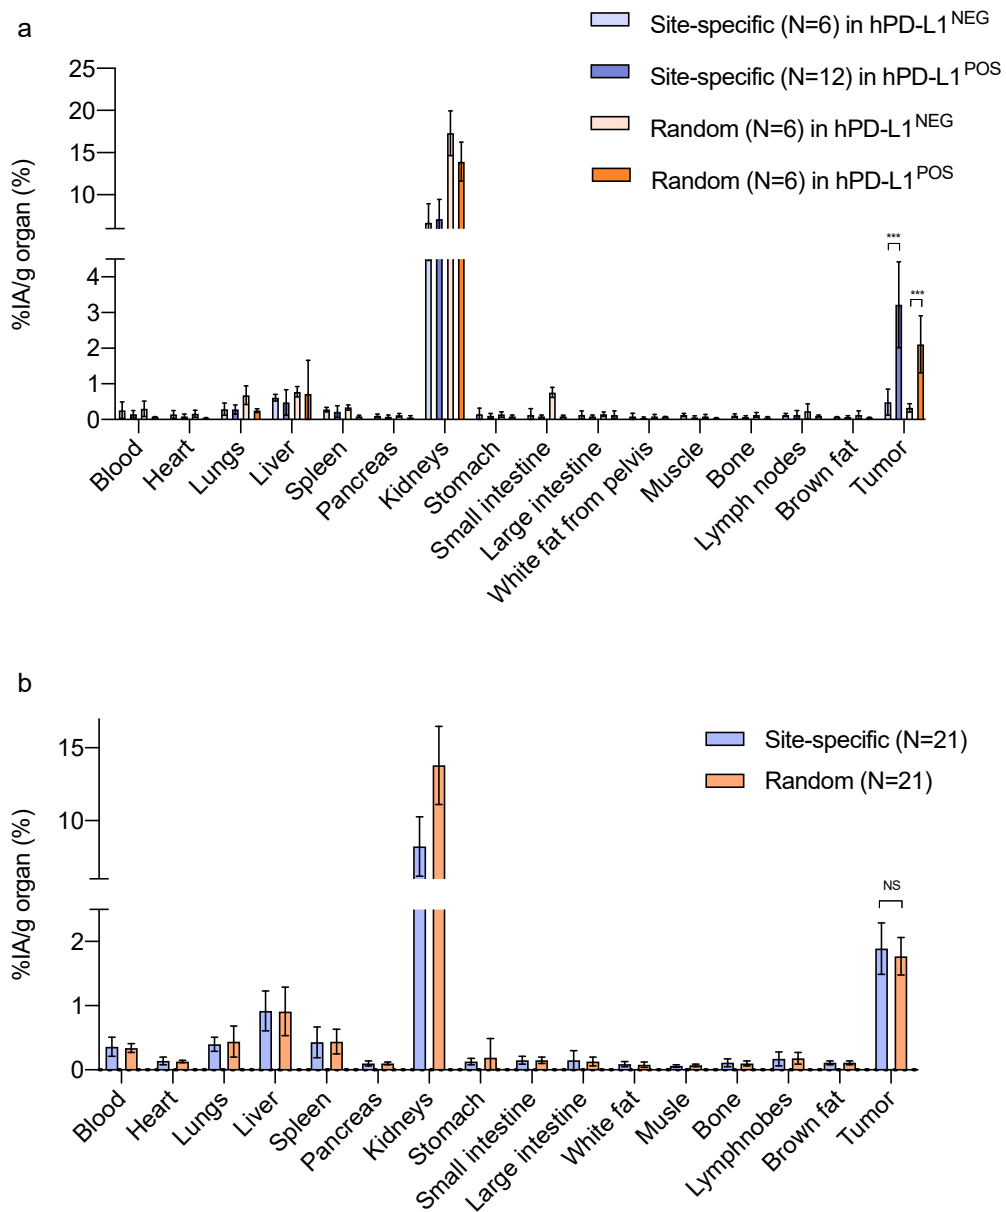 a
Site-specific (N=6) in hPD-L1NEG
Site-specific (N=12) in hPD-L1POS
Random (N=6) in hPD-L1NEG
Random (N=6) in hPD-L1POS
%IA/g organ (%)
25
20
15
10
4
3
2
1
0
***
***
Blood
Heart
Lungs
Liver
Spleen
Pancreas
Kidneys
Stomach
Small intestine
Large intestine
White fat from pelvis
Muscle
Bone
Lymph nodes
Brown fat
Tumor
b
Site-specific (N=21)
Random (N=21)
%IA/g organ (%)
15
10
2
1
0
NS
Blood
Heart
Lungs
Liver
Spleen
Pancreas
Kidneys
Stomach
Small intestine
Large intestine
White fat
Musle
Bone
Lymphnobes
Brown fat
Tumor